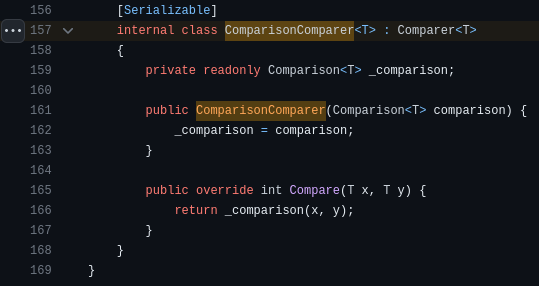 156 [Serializable]
157 internal class ComparisonComparer<T> : Comparer<T>
158 {
159 private readonly Comparison<T> _comparison;
160
161 public ComparisonComparer(Comparison<T> comparison) {
162 _comparison = comparison;
163 }
164
165 public override int Compare(T x, T y) {
166 return _comparison(x, y);
167 }
168 }
169 }